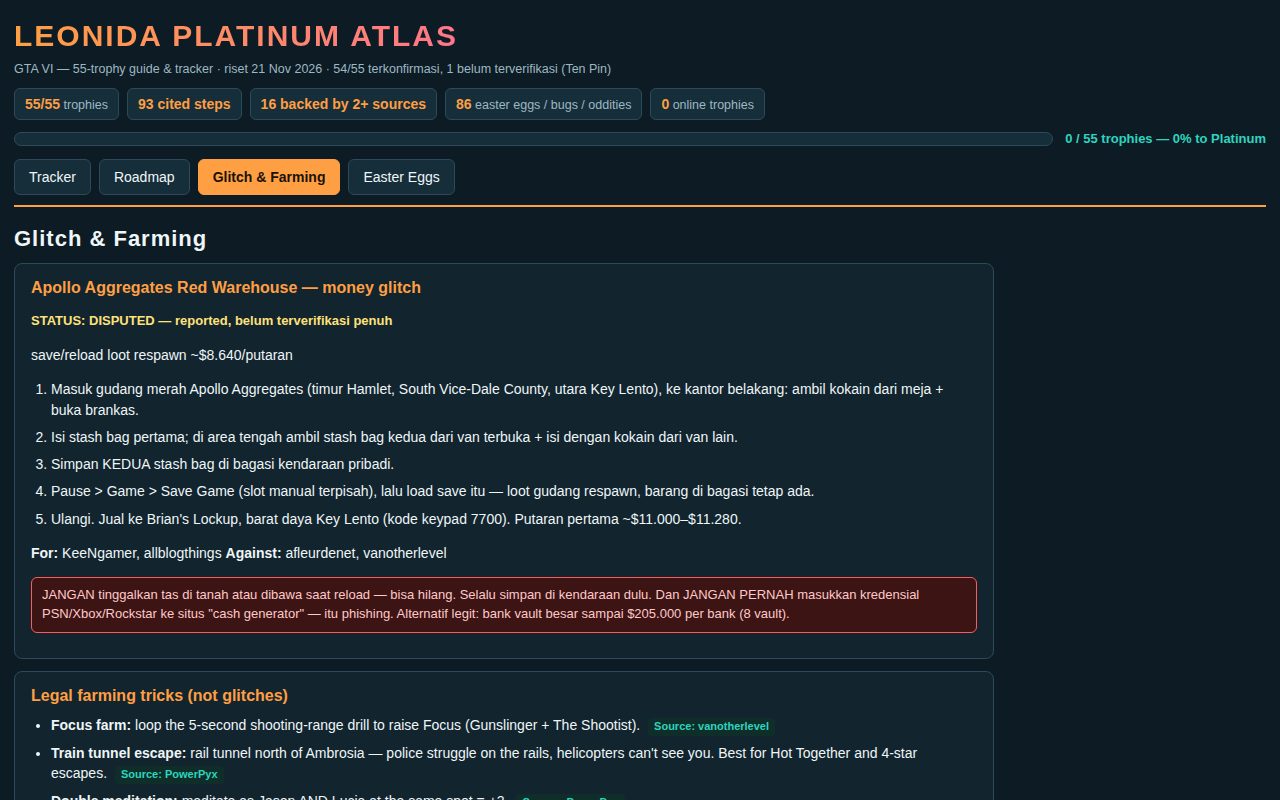 LEONIDA PLATINUM ATLAS
GTA VI — 55-trophy guide & tracker · riset 21 Nov 2026 · 54/55 terkonfirmasi, 1 belum terverifikasi (Ten Pin)
55/55 trophies
93 cited steps
16 backed by 2+ sources
86 easter eggs / bugs / oddities
0 online trophies
0 / 55 trophies — 0% to Platinum
Tracker
Roadmap
Glitch & Farming
Easter Eggs
Glitch & Farming
Apollo Aggregates Red Warehouse — money glitch
STATUS: DISPUTED — reported, belum terverifikasi penuh
save/reload loot respawn ~$8.640/putaran
1. Masuk gudang merah Apollo Aggregates (timur Hamlet, South Vice-Dale County, utara Key Lento), ke kantor belakang: ambil kokain dari meja +
buka brankas.
2. Isi stash bag pertama; di area tengah ambil stash bag kedua dari van terbuka + isi dengan kokain dari van lain.
3. Simpan KEDUA stash bag di bagasi kendaraan pribadi.
4. Pause > Game > Save Game (slot manual terpisah), lalu load save itu — loot gudang respawn, barang di bagasi tetap ada.
5. Ulangi. Jual ke Brian's Lockup, barat daya Key Lento (kode keypad 7700). Putaran pertama ~$11.000–$11.280.
For: KeeNgamer, allblogthings Against: afleurdenet, vanotherlevel
JANGAN tinggalkan tas di tanah atau dibawa saat reload — bisa hilang. Selalu simpan di kendaraan dulu. Dan JANGAN PERNAH masukkan kredensial
PSN/Xbox/Rockstar ke situs "cash generator" — itu phishing. Alternatif legit: bank vault besar sampai $205.000 per bank (8 vault).
Legal farming tricks (not glitches)
• Focus farm: loop the 5-second shooting-range drill to raise Focus (Gunslinger + The Shootist). Source: vanotherlevel
• Train tunnel escape: rail tunnel north of Ambrosia — police struggle on the rails, helicopters can't see you. Best for Hot Together and 4-star
escapes. Source: PowerPyx
Double meditation: meditate as Jason AND Lucia at the same spot